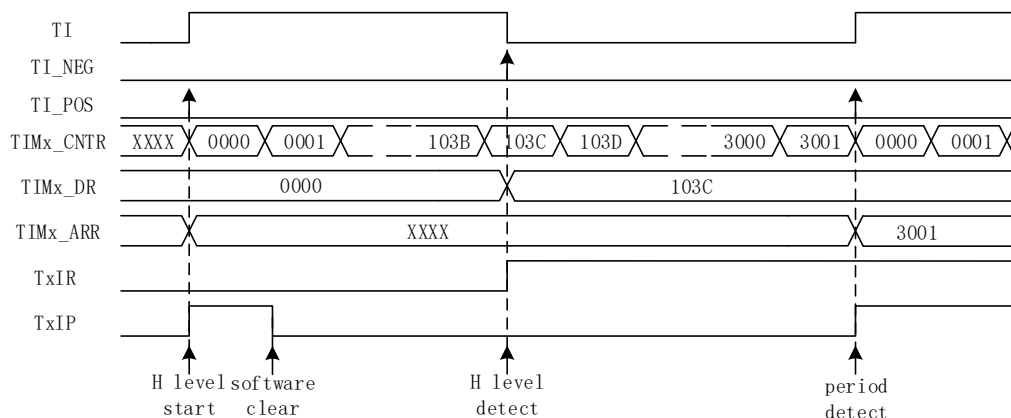 TI
TI_NEG
TI_POS
TIMx_CNTR XXXX 0000 0001 103B 103C 103D 3000 3001 0000 0001
TIMx_DR 0000 103C
TIMx_ARR XXXX 3001
TxIR
TxIP
H level software H level period
start clear detect detect